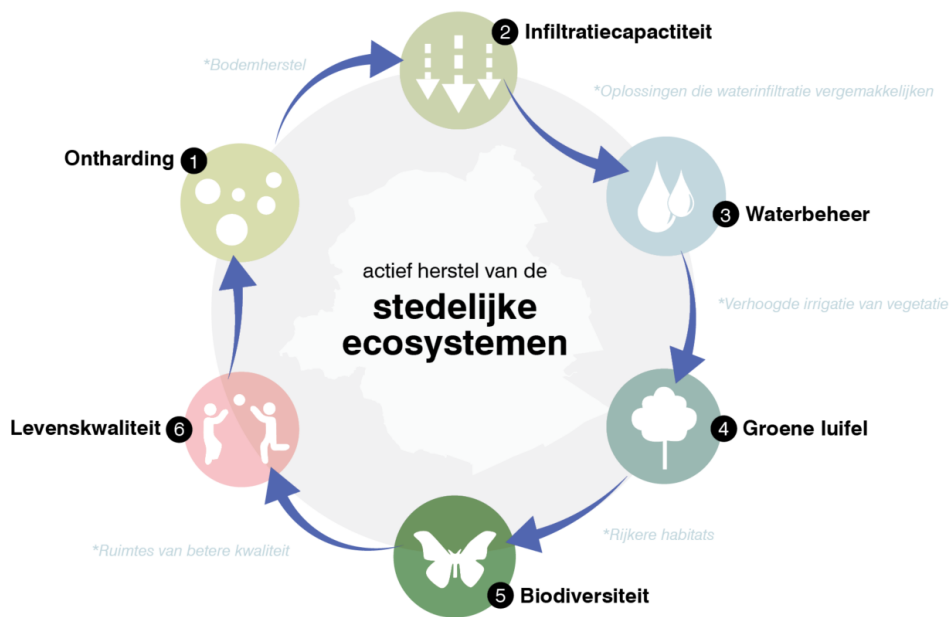 2 Infiltratiecapactiteit
*Bodemherstel
*Oplossingen die waterinfiltratie vergemakkelijken
Ontharding 1
3 Waterbeheer
actief herstel van de
stedelijke
ecosystemen
*Verhoogde irrigatie van vegetatie
Levenskwaliteit 6
4 Groene luifel
*Rijkere habitats
*Ruimtes van betere kwaliteit
5 Biodiversiteit